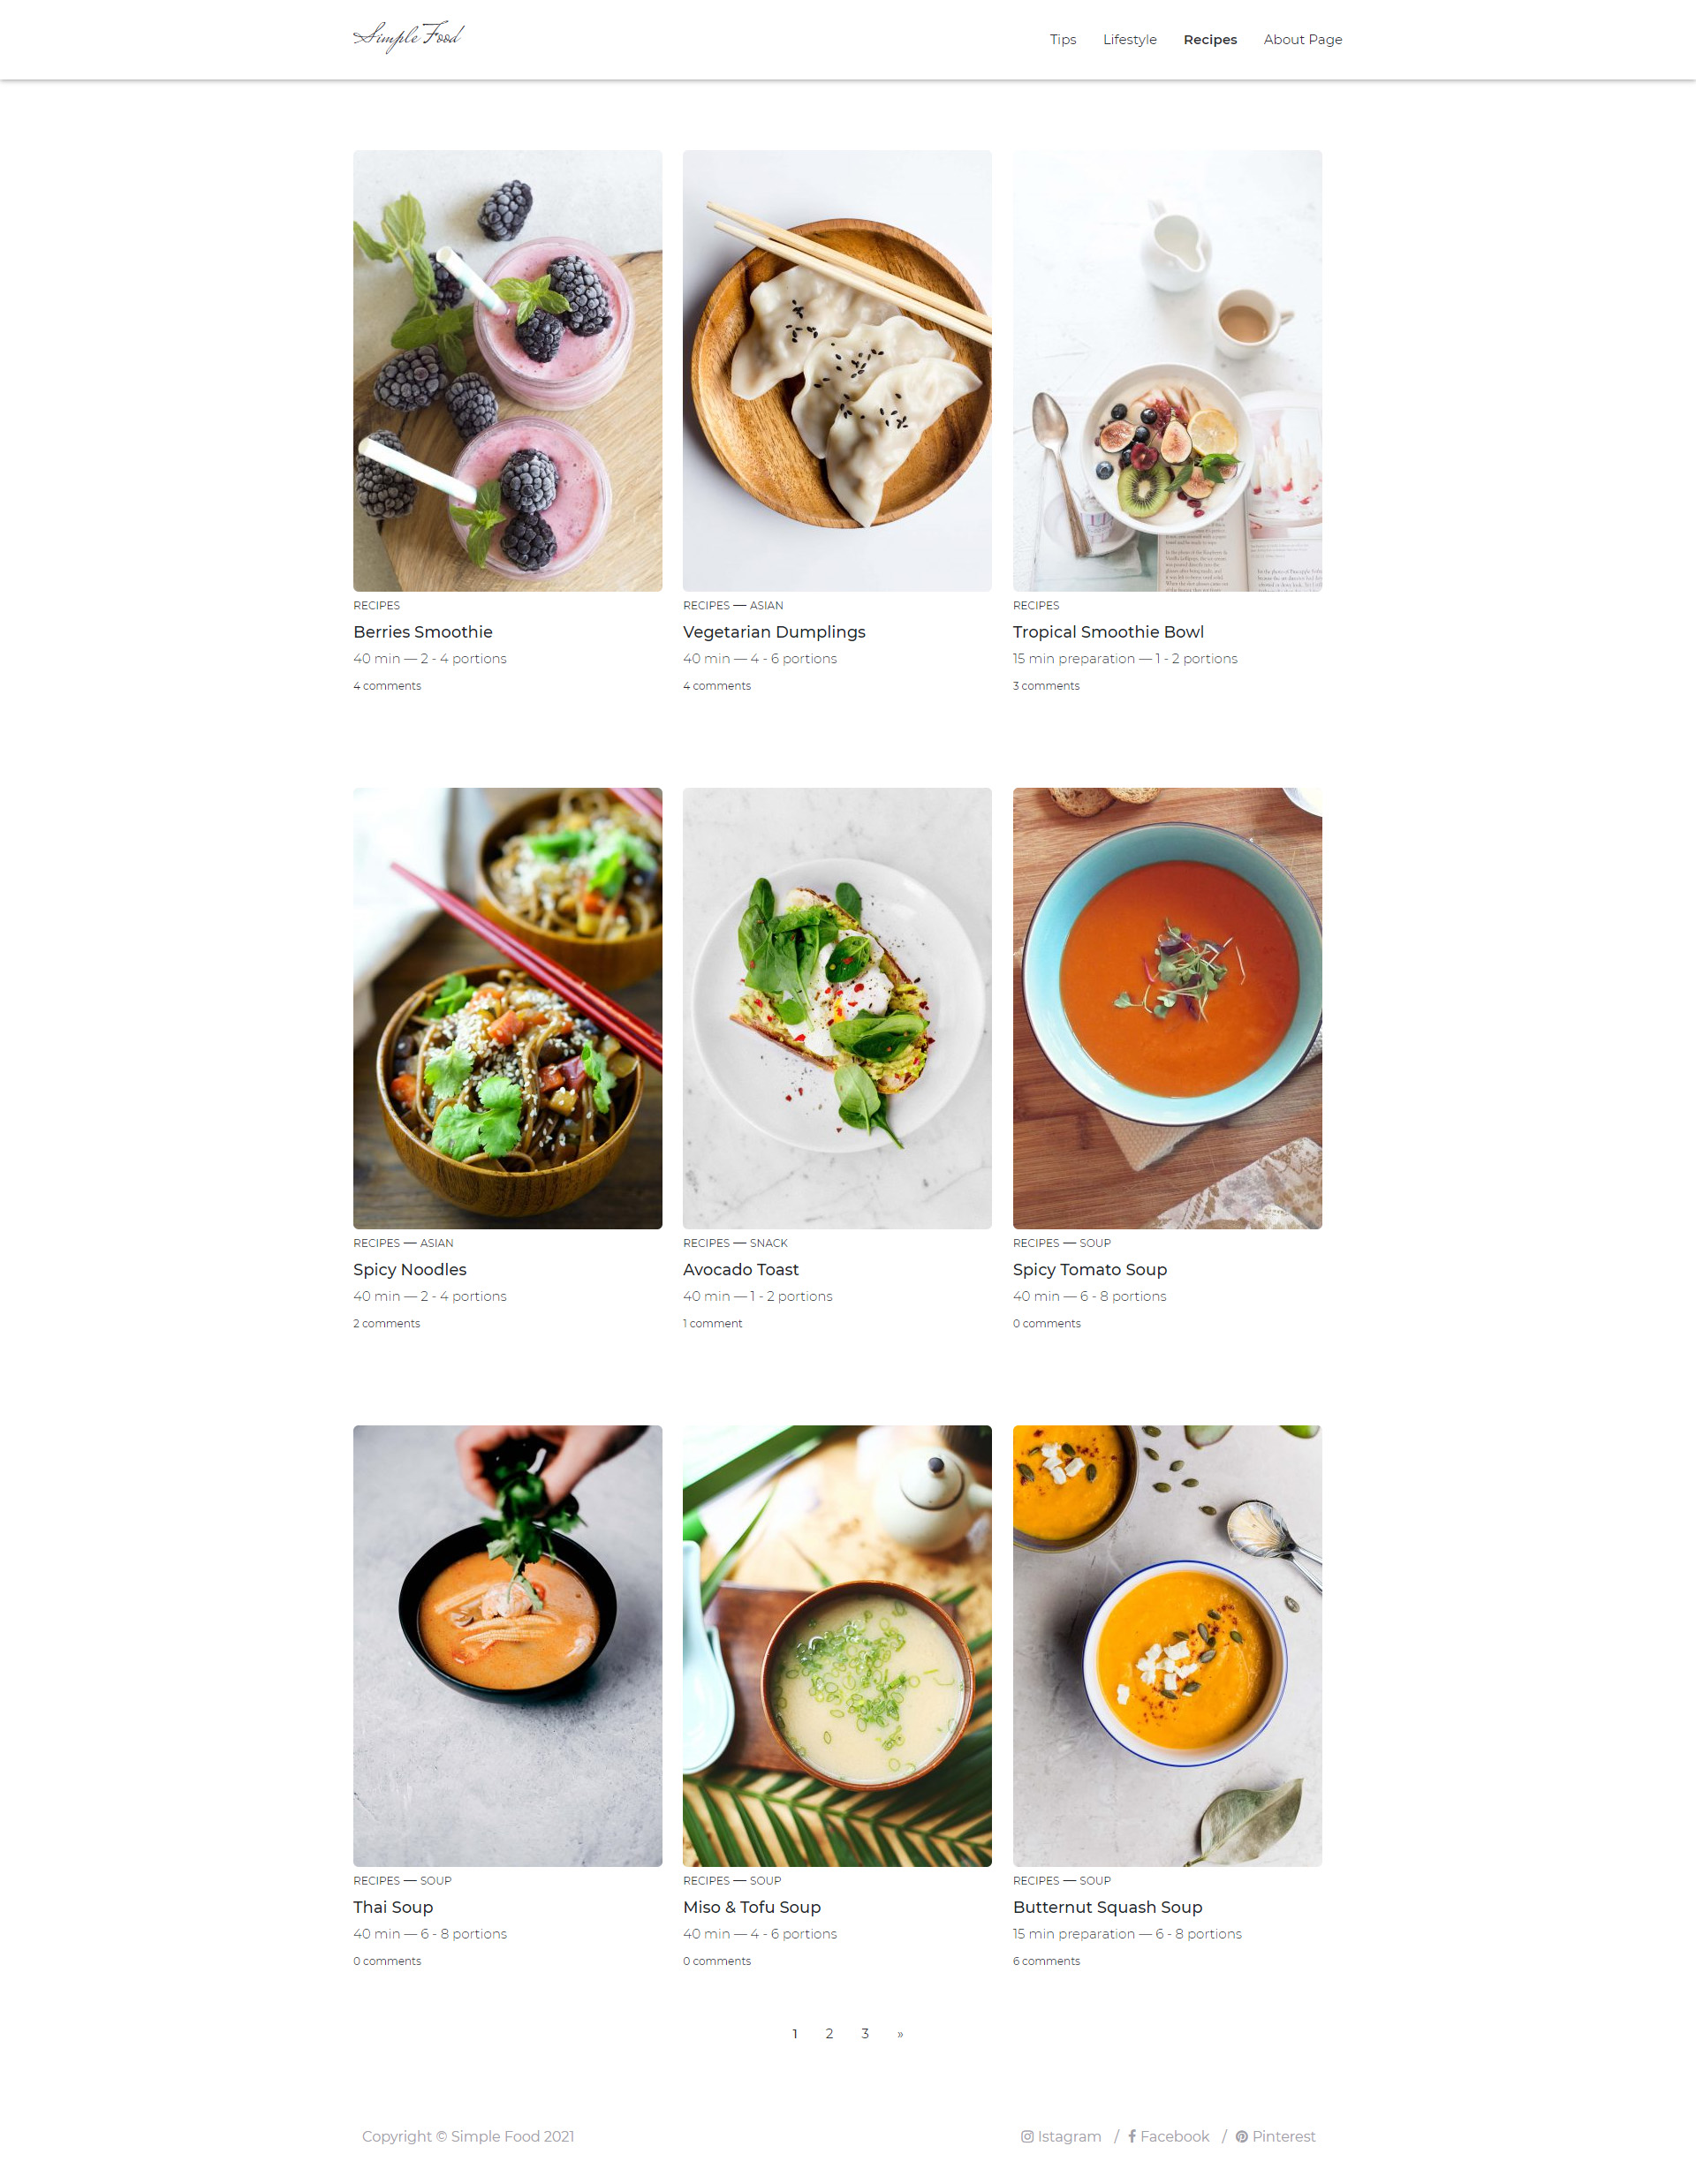 Simple Food
Tips Lifestyle Recipes About Page
RECIPES
Berries Smoothie
40 min — 2 - 4 portions
4 comments
RECIPES — ASIAN
Vegetarian Dumplings
40 min — 4 - 6 portions
4 comments
RECIPES
Tropical Smoothie Bowl
15 min preparation — 1 - 2 portions
3 comments
RECIPES — ASIAN
Spicy Noodles
40 min — 2 - 4 portions
2 comments
RECIPES — SNACK
Avocado Toast
40 min — 1 - 2 portions
1 comment
RECIPES — SOUP
Spicy Tomato Soup
40 min — 6 - 8 portions
0 comments
RECIPES — SOUP
Thai Soup
40 min — 6 - 8 portions
0 comments
RECIPES — SOUP
Miso & Tofu Soup
40 min — 4 - 6 portions
0 comments
RECIPES — SOUP
Butternut Squash Soup
15 min preparation — 6 - 8 portions
6 comments
1 2 3 »
Copyright © Simple Food 2021
Istagram / Facebook / Pinterest